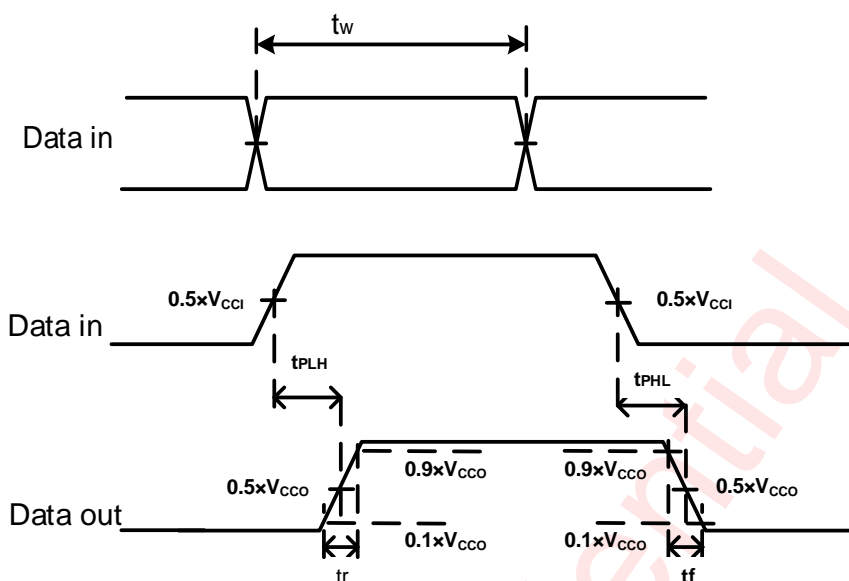 tw
Data in
0.5×VCCI
0.5×VCCI
Data in
tPLH
tPHL
0.9×VCCO
0.9×VCCO
0.5×VCCO
0.5×VCCO
Data out
0.1×VCCO
0.1×VCCO
tr
tf
ential